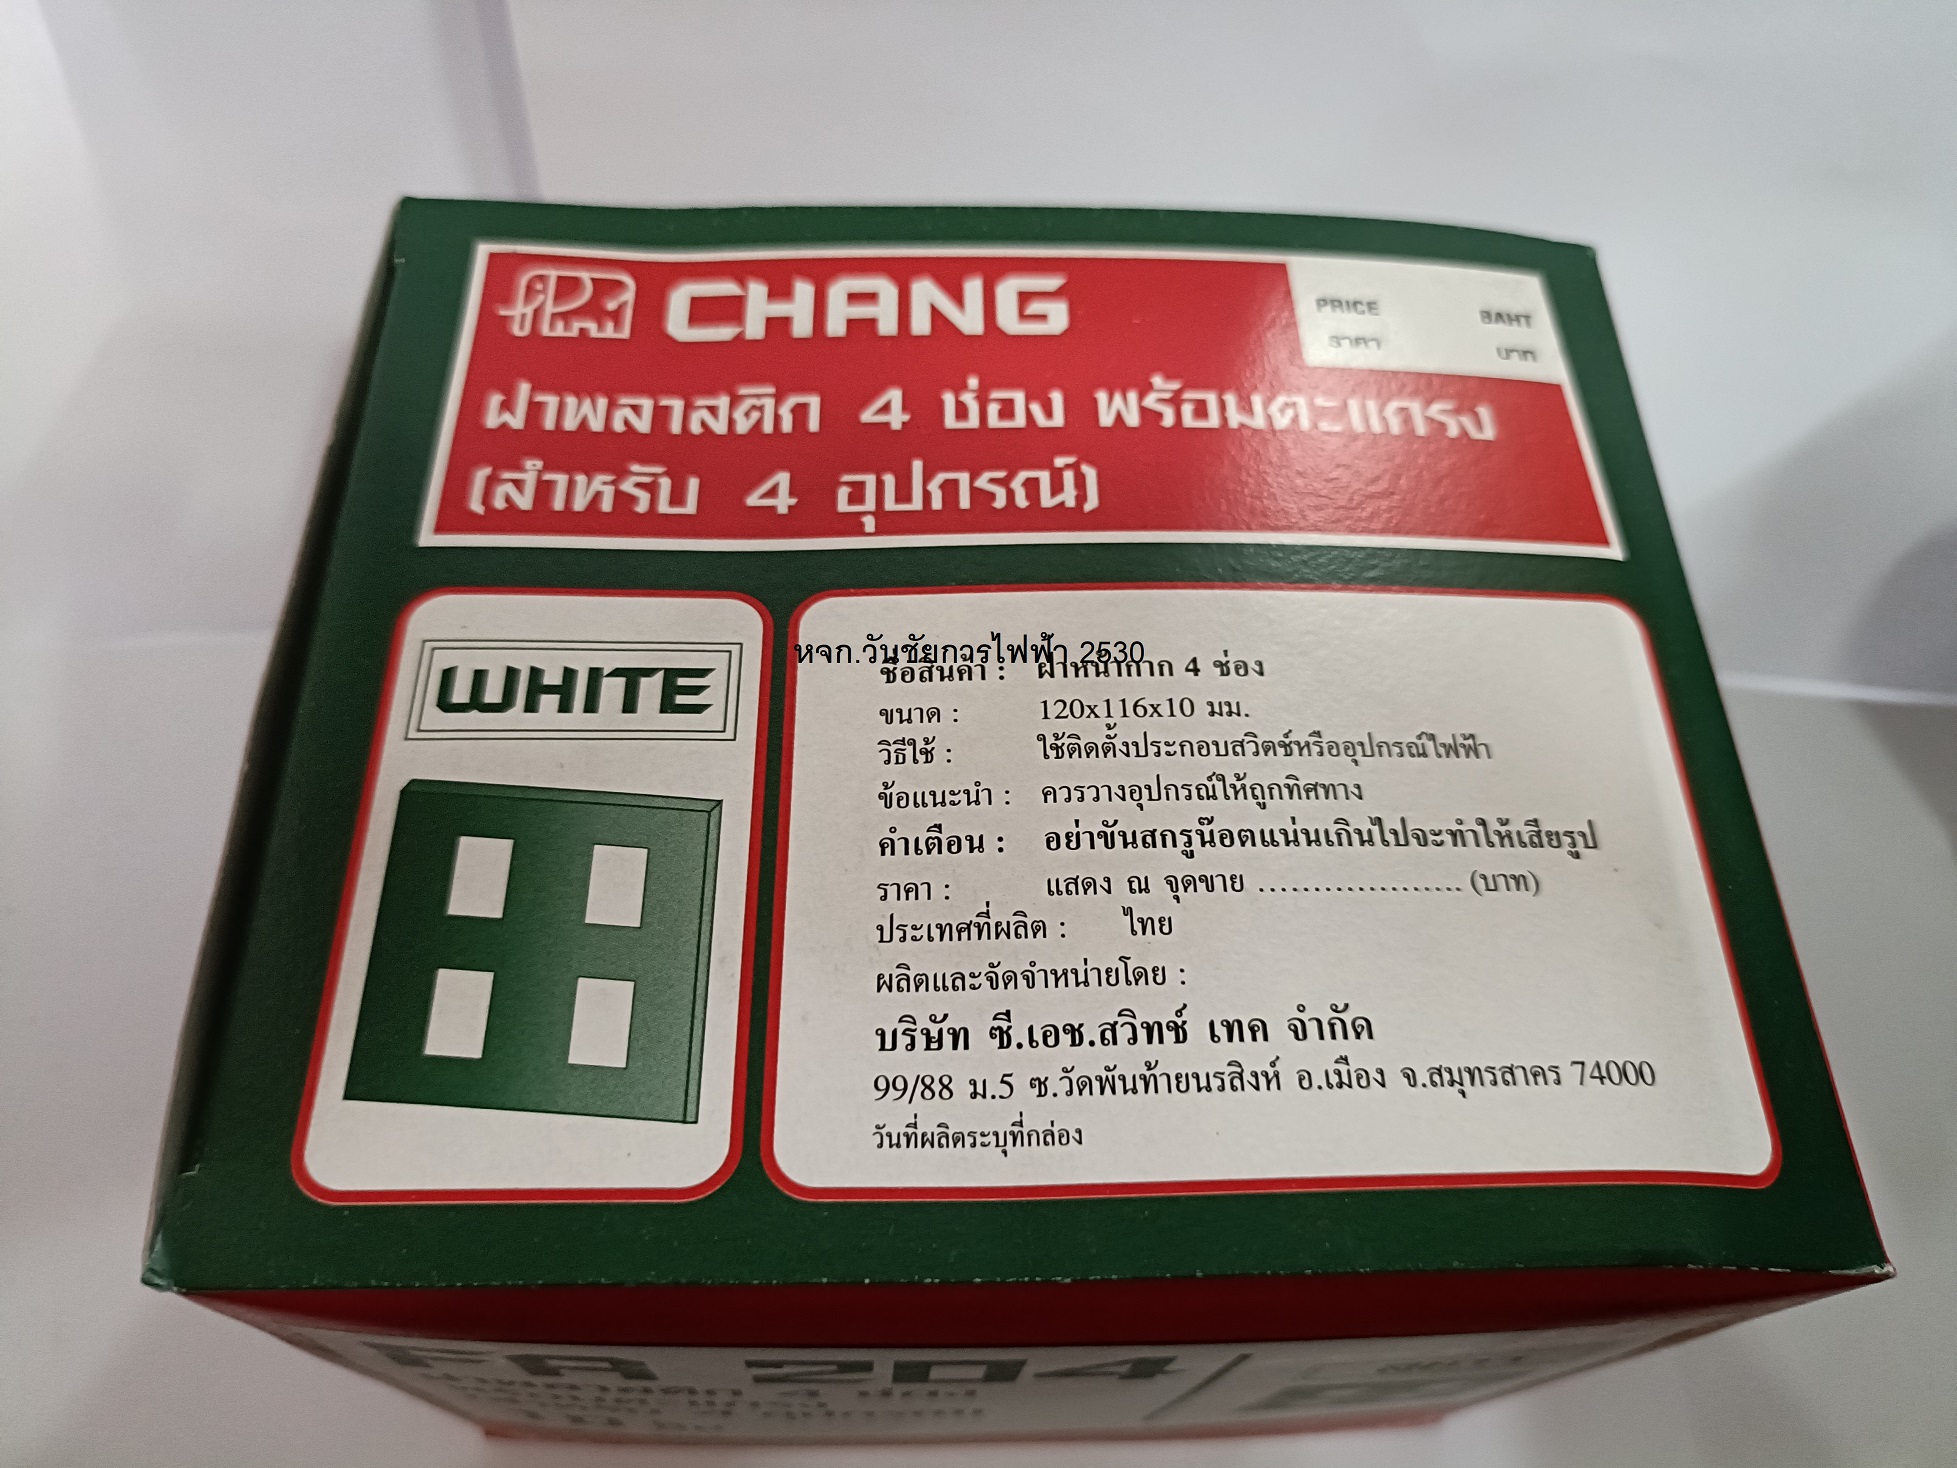 CHANG
PRICE BAHT
ราคา บาท
ฝาพลาสติก 4 ช่อง พร้อมตะแกรง
(สำหรับ 4 อุปกรณ์)
WHITE
หจก.วันชัยการไฟฟ้า 2530
ชื่อสินค้า : ฝาหน้ากาก 4 ช่อง
ขนาด : 120x116x10 มม.
วิธีใช้ : ใช้ติดตั้งประกอบสวิตช์หรืออุปกรณ์ไฟฟ้า
ข้อแนะนำ : ควรวางอุปกรณ์ให้ถูกทิศทาง
คำเตือน : อย่าขันสกรูน๊อตแน่นเกินไปจะทำให้เสียรูป
ราคา : แสดง ณ จุดขาย ................... (บาท)
ประเทศที่ผลิต : ไทย
ผลิตและจัดจำหน่ายโดย :
บริษัท ซี.เอช.สวิทช์ เทค จำกัด
99/88 ม.5 ซ.วัดพันท้ายนรสิงห์ อ.เมือง จ.สมุทรสาคร 74000
วันที่ผลิตระบุที่กล่อง
FA 204